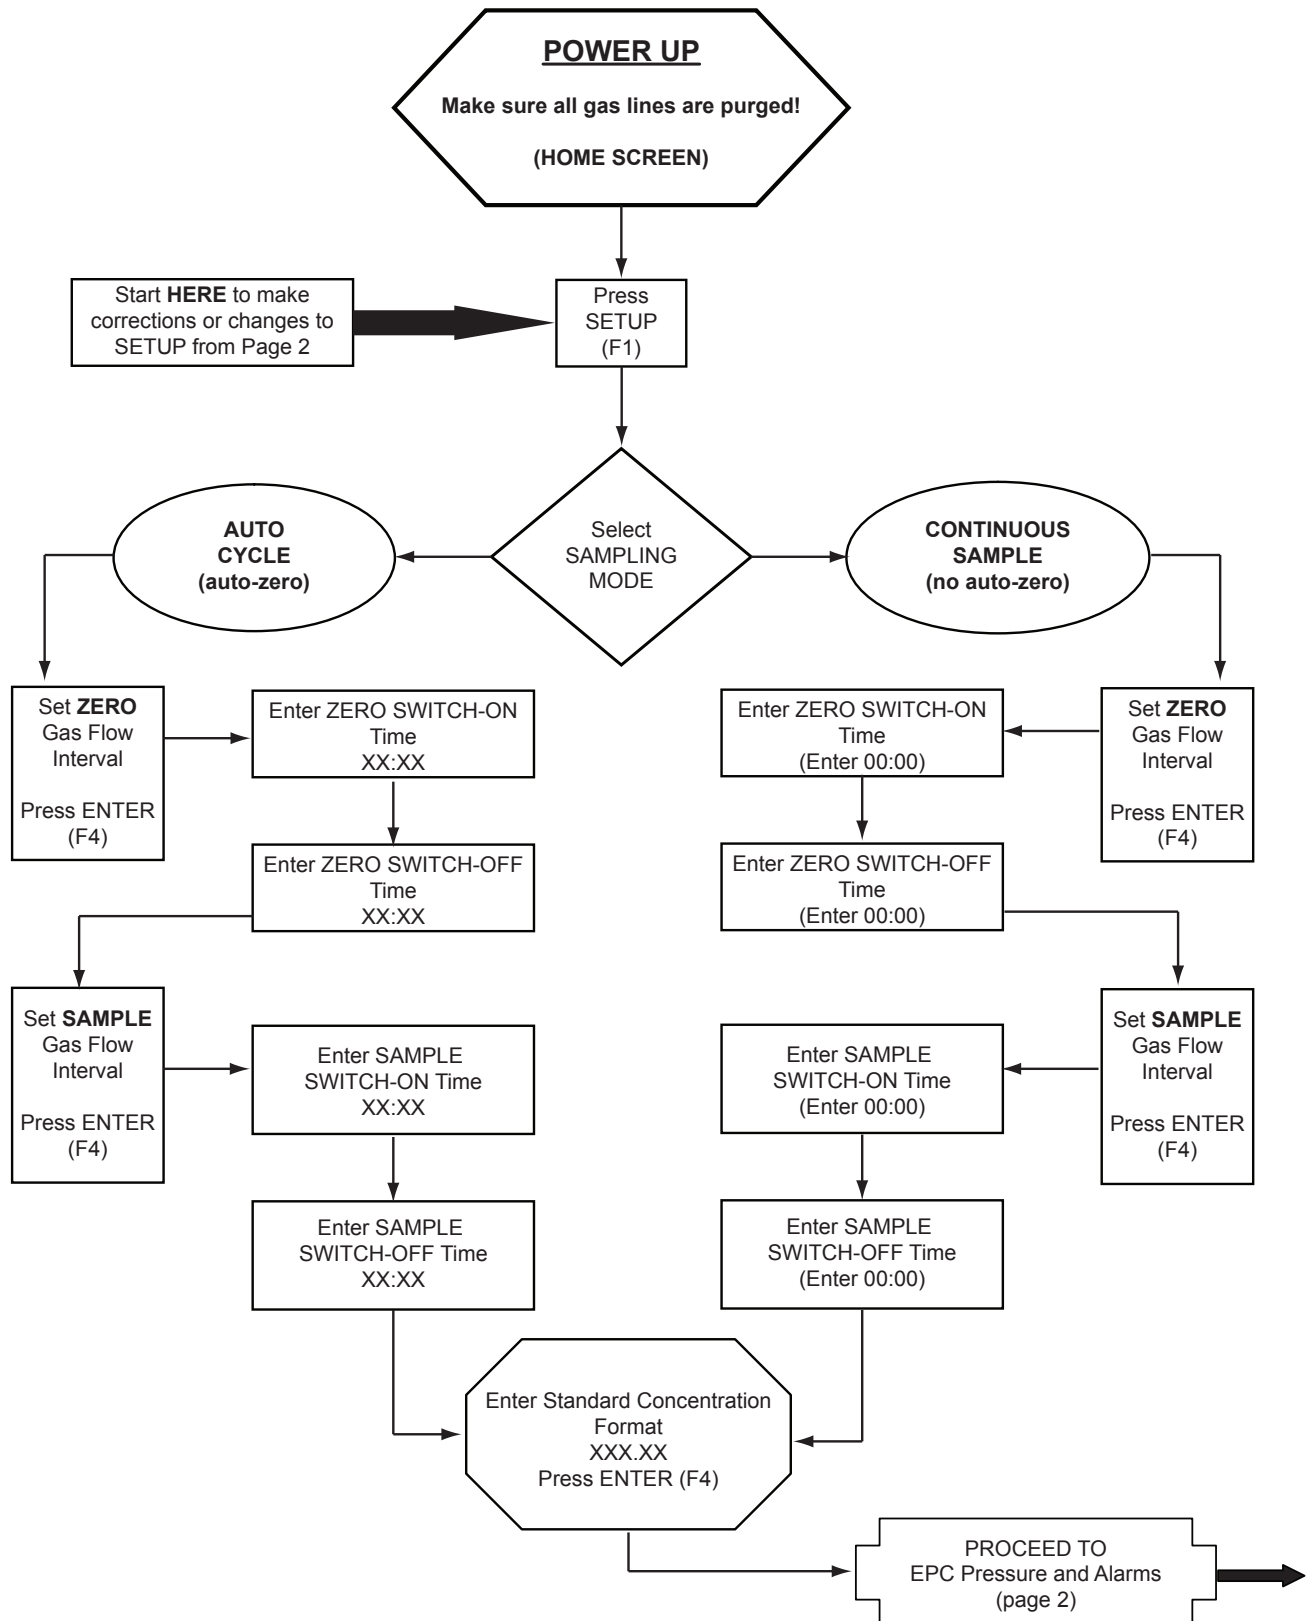 POWER UP
Make sure all gas lines are purged!
(HOME SCREEN)
Start HERE to make
corrections or changes to
SETUP from Page 2
Press
SETUP
(F1)
AUTO
CYCLE
(auto-zero)
Select
SAMPLING
MODE
CONTINUOUS
SAMPLE
(no auto-zero)
Set ZERO
Gas Flow
Interval
Press ENTER
(F4)
Enter ZERO SWITCH-ON
Time
XX:XX
Enter ZERO SWITCH-ON
Time
(Enter 00:00)
Set ZERO
Gas Flow
Interval
Press ENTER
(F4)
Enter ZERO SWITCH-OFF
Time
XX:XX
Enter ZERO SWITCH-OFF
Time
(Enter 00:00)
Set SAMPLE
Gas Flow
Interval
Press ENTER
(F4)
Enter SAMPLE
SWITCH-ON Time
XX:XX
Enter SAMPLE
SWITCH-ON Time
(Enter 00:00)
Set SAMPLE
Gas Flow
Interval
Press ENTER
(F4)
Enter SAMPLE
SWITCH-OFF Time
XX:XX
Enter SAMPLE
SWITCH-OFF Time
(Enter 00:00)
Enter Standard Concentration
Format
XXX.XX
Press ENTER (F4)
PROCEED TO
EPC Pressure and Alarms
(page 2)